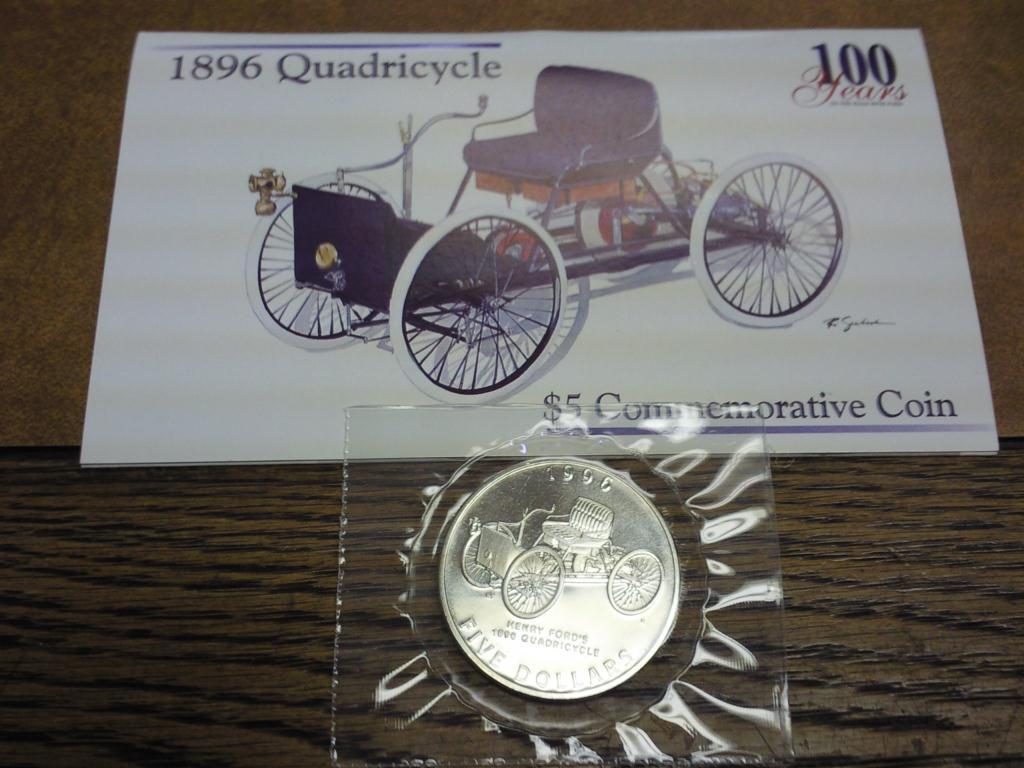 1896 Quadricycle
100
Years
$5 Commemorative Coin
1996
HENRY FORD'S
1896 QUADRICYCLE
FIVE DOLLARS